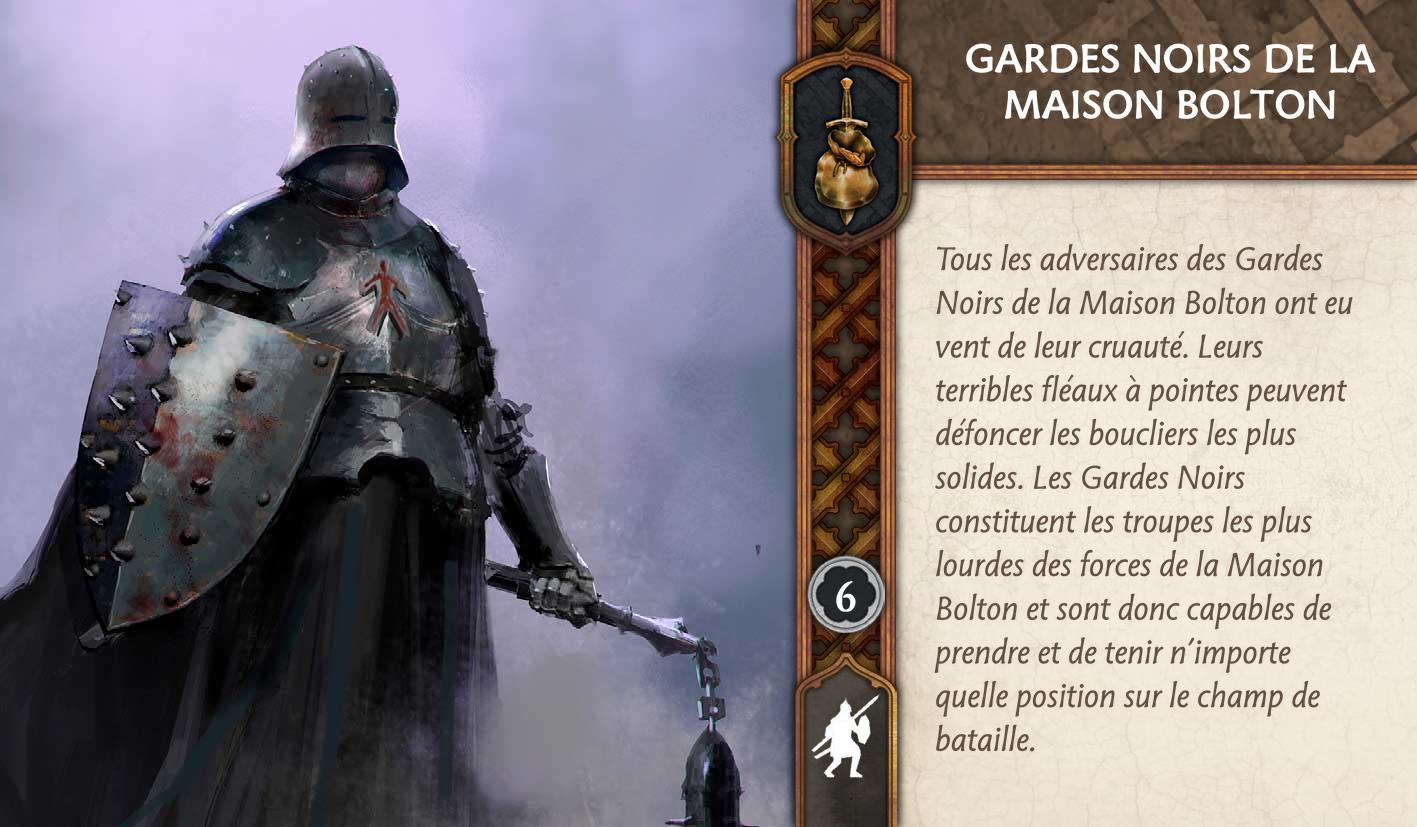 GARDES NOIRS DE LA
MAISON BOLTON
Tous les adversaires des Gardes
Noirs de la Maison Bolton ont eu
vent de leur cruauté. Leurs
terribles fléaux à pointes peuvent
défoncer les boucliers les plus
solides. Les Gardes Noirs
constituent les troupes les plus
lourdes des forces de la Maison
Bolton et sont donc capables de
prendre et de tenir n’importe
quelle position sur le champ de
bataille.
6